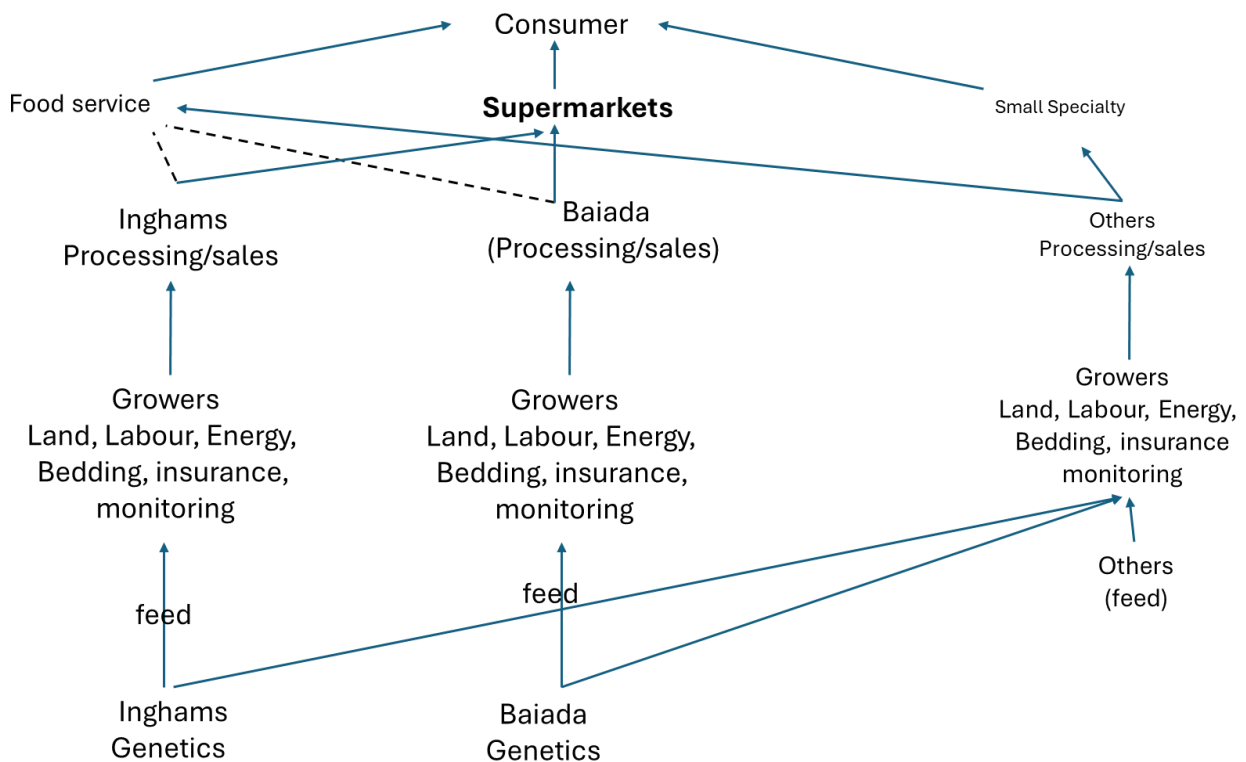 Consumer
Food service
Supermarkets
Small Specialty
Inghams
Processing/sales
Baiada
(Processing/sales)
Others
Processing/sales
Growers
Land, Labour, Energy,
Bedding, insurance,
monitoring
Growers
Land, Labour, Energy,
Bedding, insurance,
monitoring
Growers
Land, Labour, Energy,
Bedding, insurance
monitoring
feed
feed
Others
(feed)
Inghams
Genetics
Baiada
Genetics